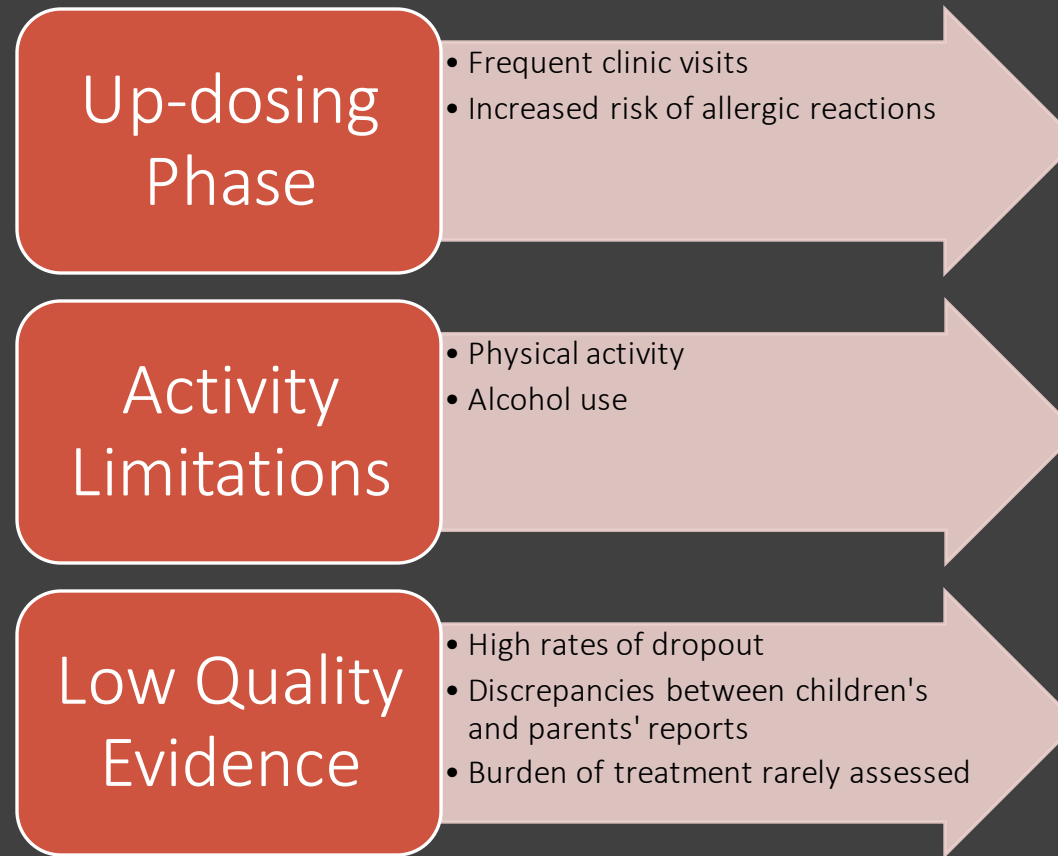 Up-dosing
Phase
• Frequent clinic visits
• Increased risk of allergic reactions
Activity
Limitations
• Physical activity
• Alcohol use
Low Quality
Evidence
• High rates of dropout
• Discrepancies between children's
and parents' reports
• Burden of treatment rarely assessed